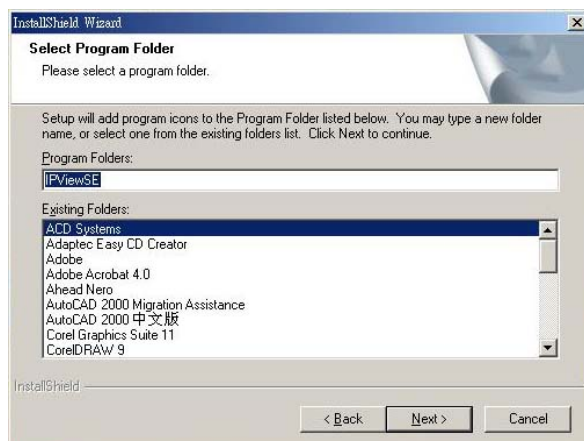 InstallShield Wizard
Select Program Folder
Please select a program folder.
Setup will add program icons to the Program Folder listed below. You may type a new folder
name, or select one from the existing folders list. Click Next to continue.
Program Folders:
IPViewSE
Existing Folders:
ACD Systems
Adaptec Easy CD Creator
Adobe
Adobe Acrobat 4.0
Ahead Nero
AutoCAD 2000 Migration Assistance
AutoCAD 2000 中文版
Corel Graphics Suite 11
CorelDRAW 9
InstallShield
< Back
Next >
Cancel